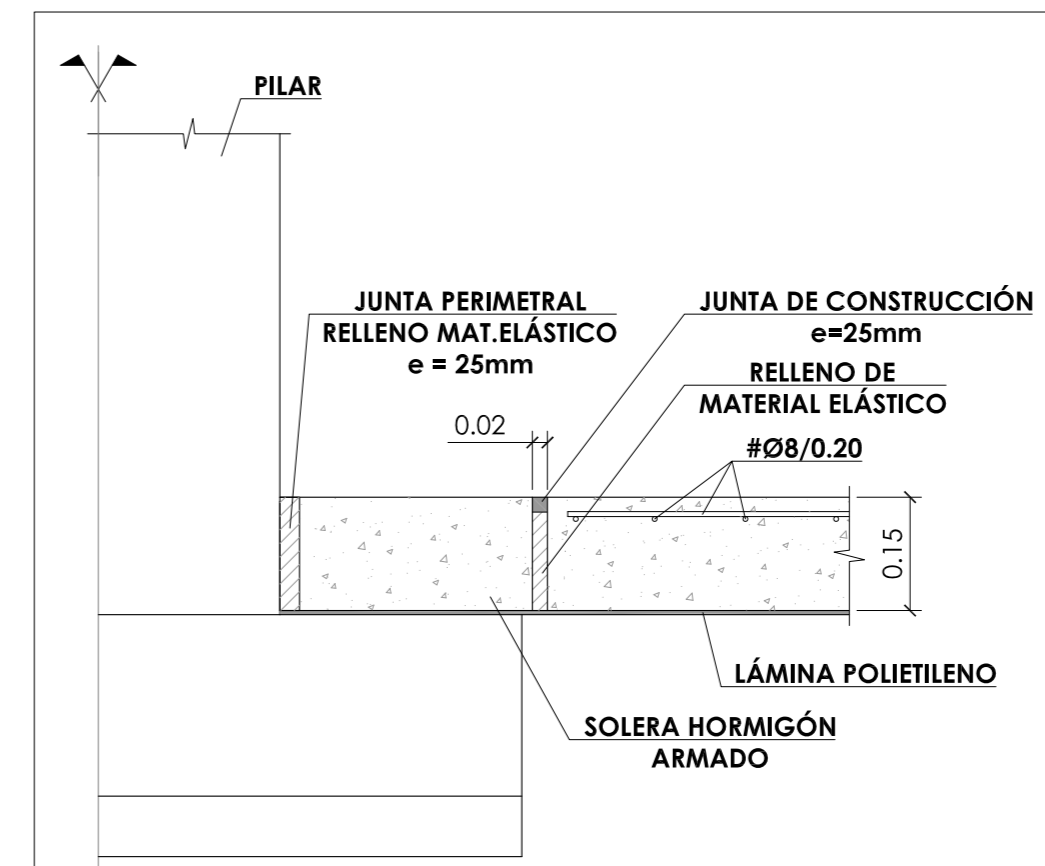 PILAR
JUNTA PERIMETRAL
RELLENO MAT.ELÁSTICO
e = 25mm
JUNTA DE CONSTRUCCIÓN
e=25mm
RELLENO DE
MATERIAL ELÁSTICO
0.02
#Ø8/0.20
0.15
LÁMINA POLIETILENO
SOLERA HORMIGÓN
ARMADO